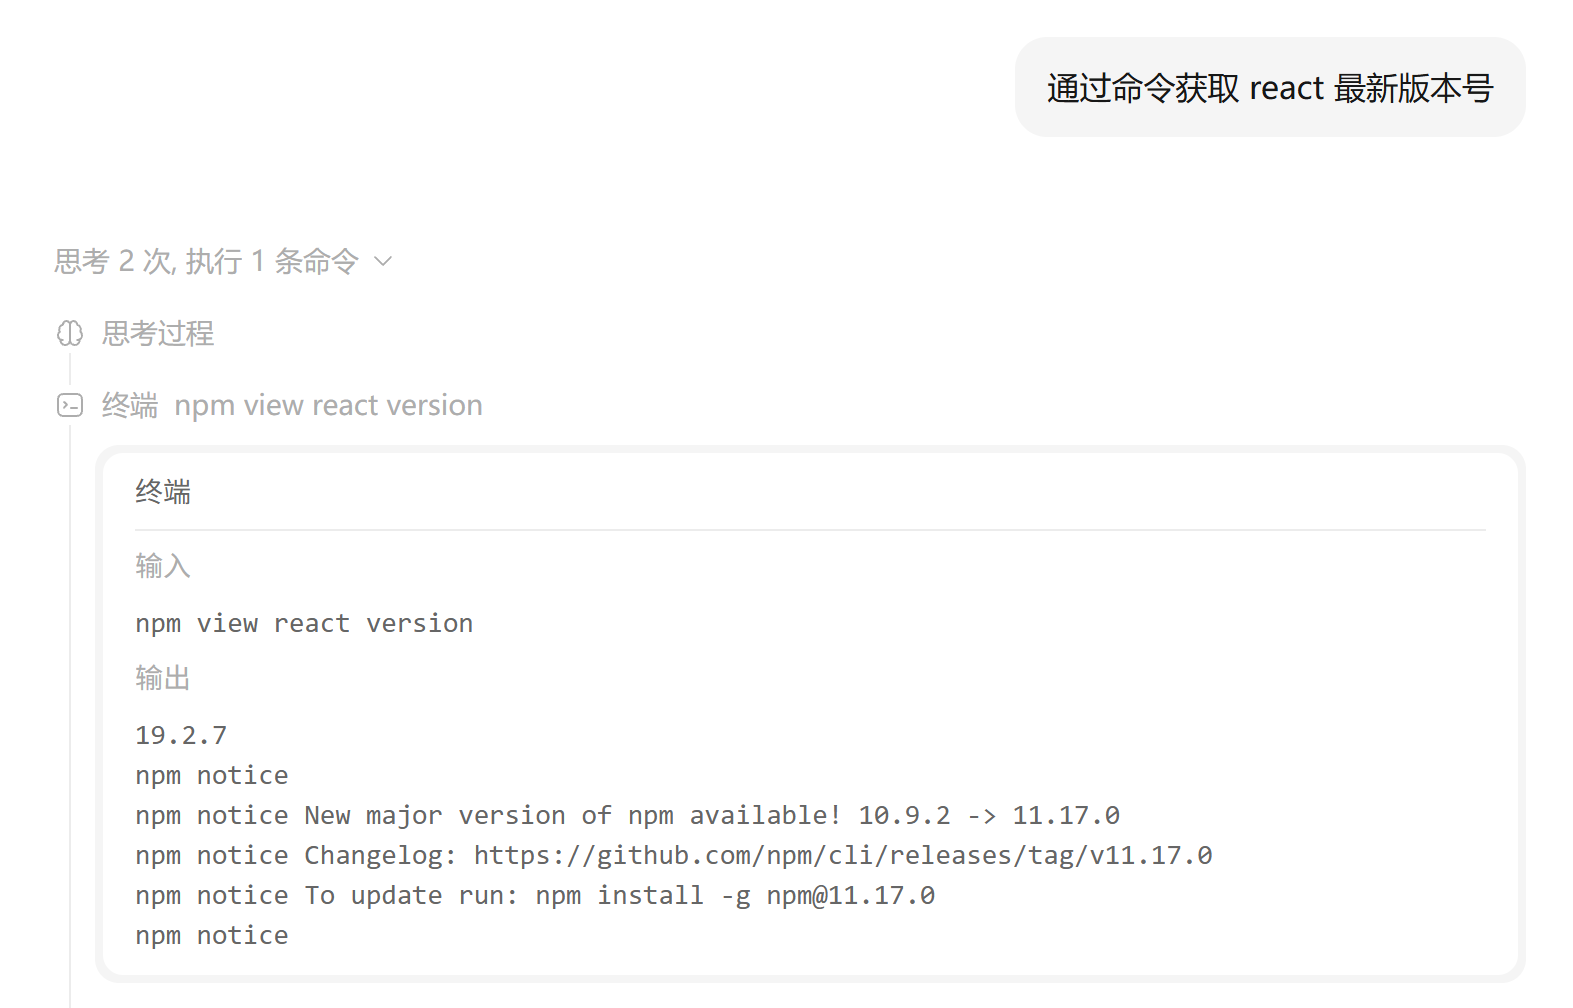 通过命令获取 react 最新版本号
思考 2 次, 执行 1 条命令
思考过程
终端 npm view react version
终端
输入
npm view react version
输出
19.2.7
npm notice
npm notice New major version of npm available! 10.9.2 -> 11.17.0
npm notice Changelog: https://github.com/npm/cli/releases/tag/v11.17.0
npm notice To update run: npm install -g npm@11.17.0
npm notice